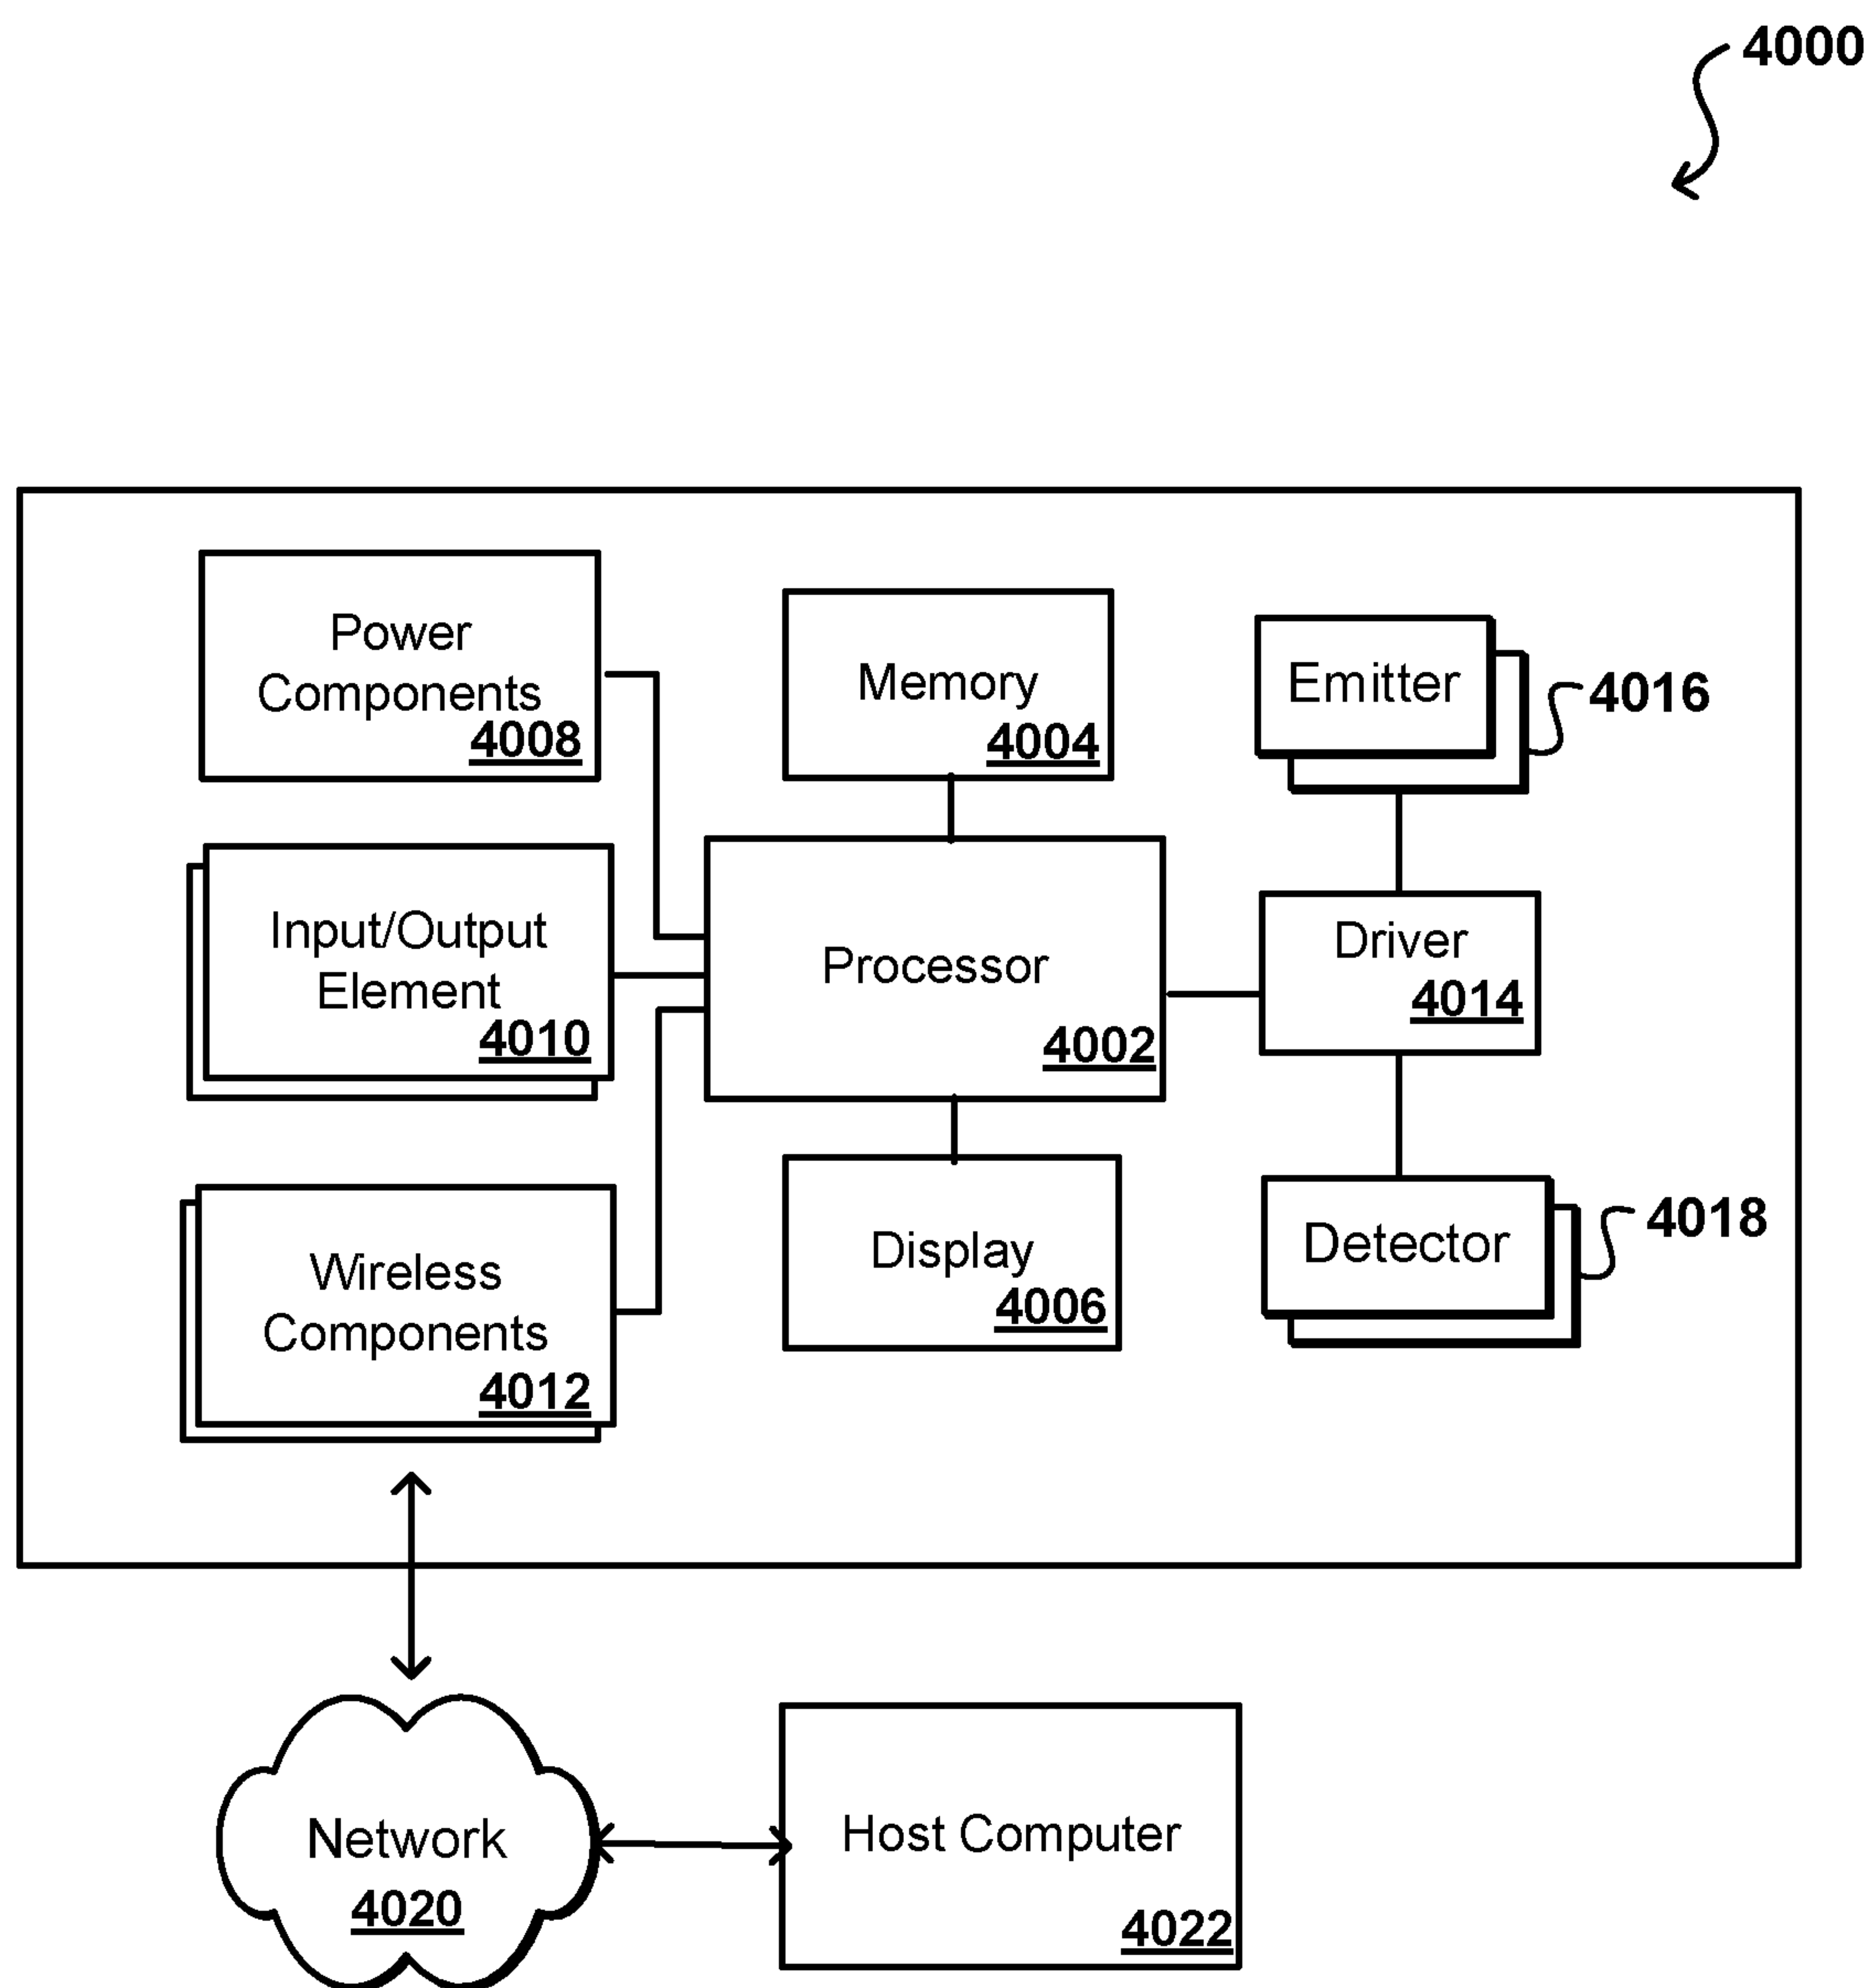 4000
Power
Components
4008
Memory
4004
Emitter
4016
Input/Output
Element
4010
Processor
4002
Driver
4014
Wireless
Components
4012
Display
4006
Detector
4018
Network
4020
Host Computer
4022